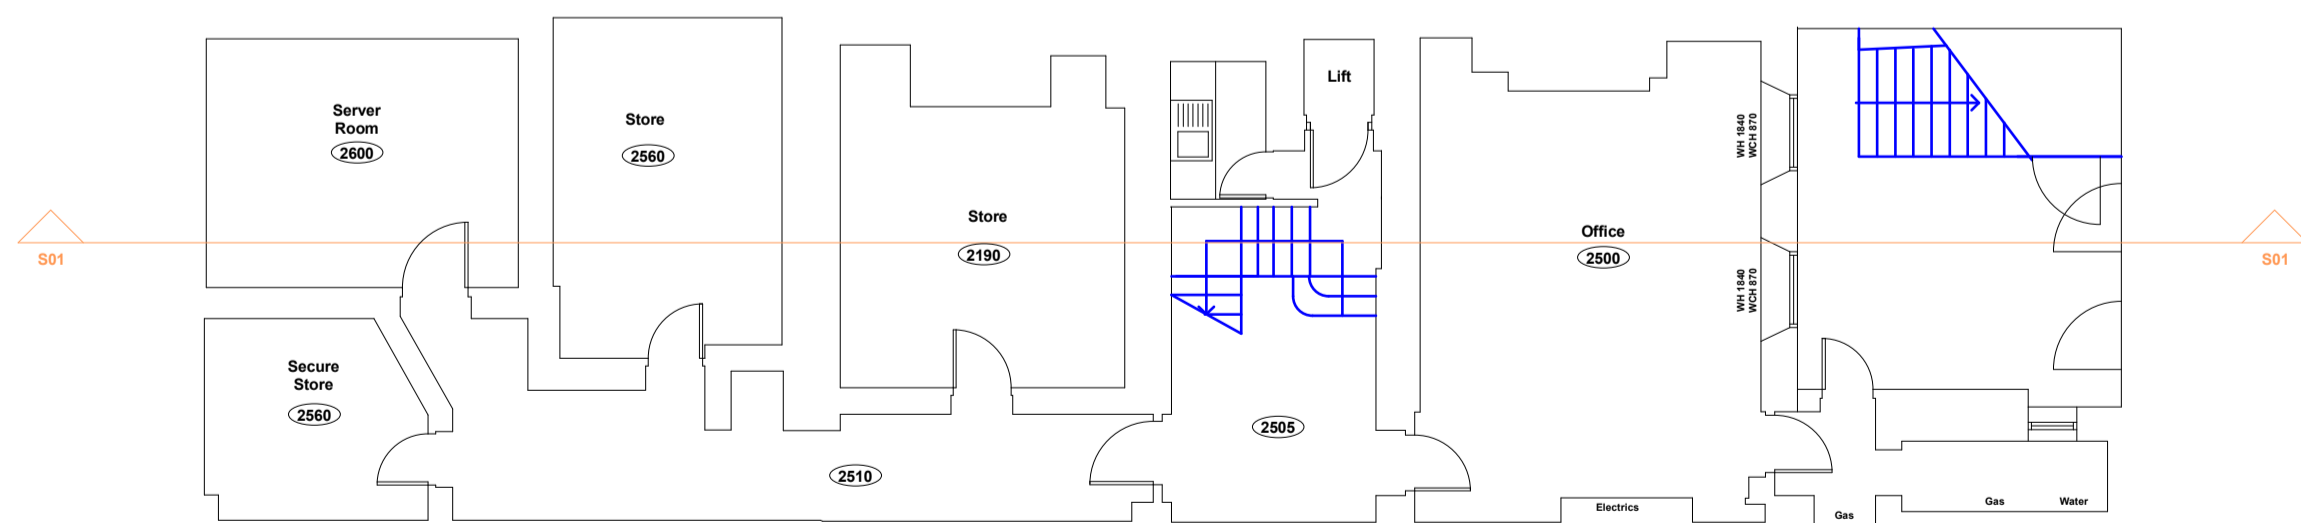 Server
Room
2600
Store
2560
Store
2190
Lift
Office
2500
WH 1840
WCH 870
WH 1840
WCH 870
S01
S01
Secure
Store
2560
2510
2505
Electrics
Gas
Gas
Water